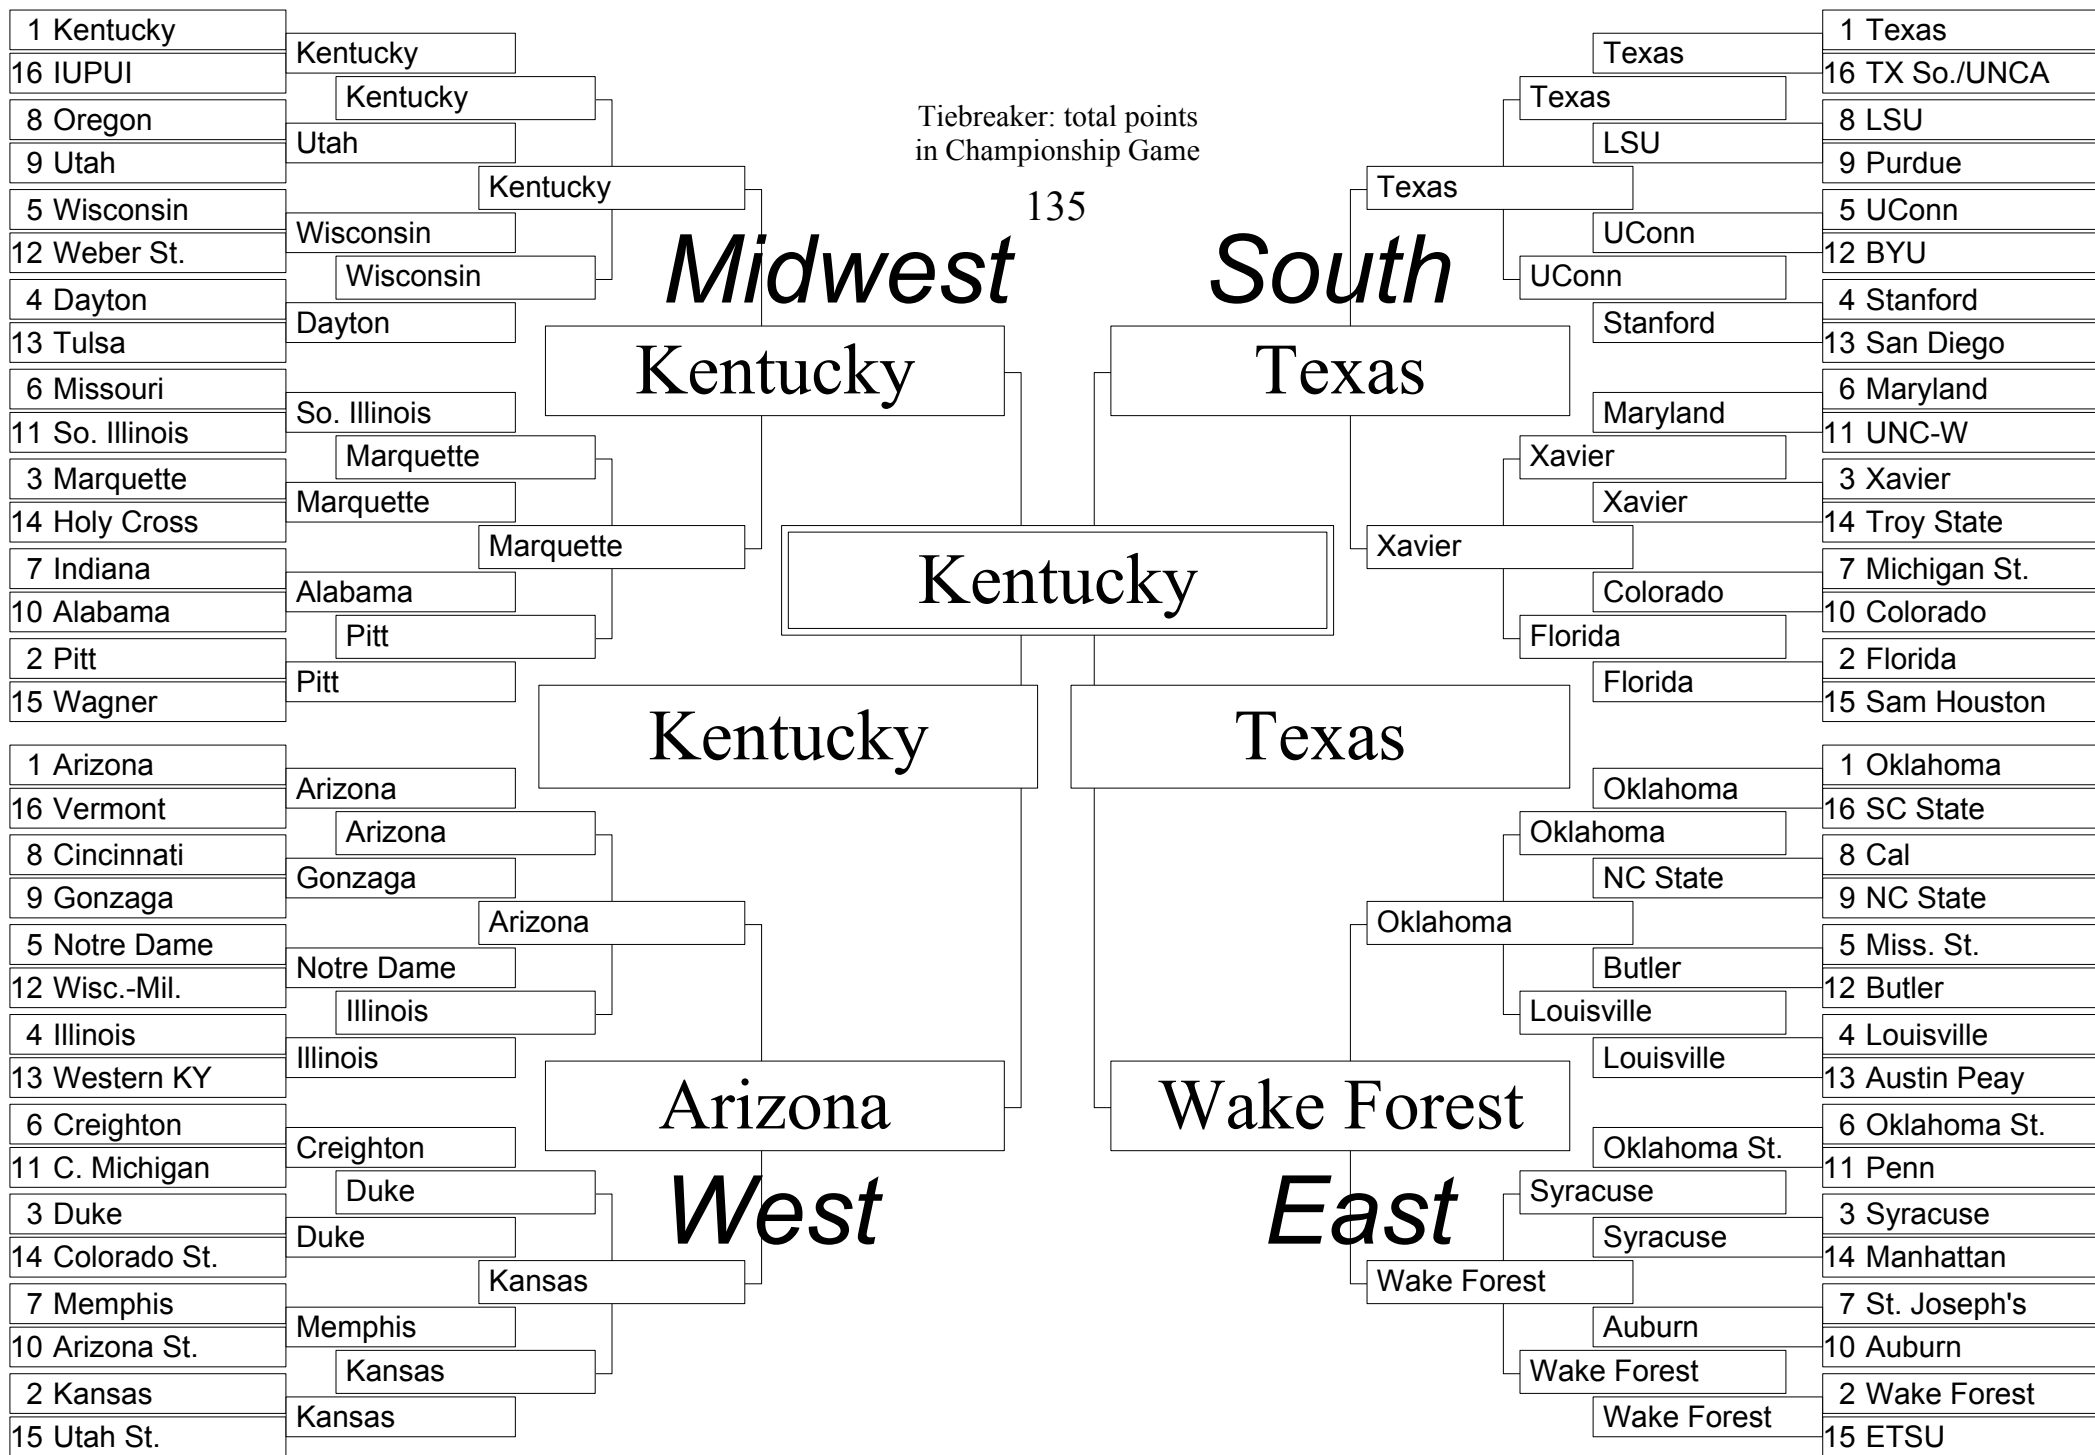 1 Kentucky
16 IUPUI
8 Oregon
9 Utah
5 Wisconsin
12 Weber St.
4 Dayton
13 Tulsa
6 Missouri
11 So. Illinois
3 Marquette
14 Holy Cross
7 Indiana
10 Alabama
2 Pitt
15 Wagner
Kentucky
Utah
Wisconsin
Dayton
So. Illinois
Marquette
Alabama
Pitt
Kentucky
Wisconsin
Marquette
Pitt
Kentucky
Marquette
Midwest
Kentucky
1 Arizona
16 Vermont
8 Cincinnati
9 Gonzaga
5 Notre Dame
12 Wisc.-Mil.
4 Illinois
13 Western KY
6 Creighton
11 C. Michigan
3 Duke
14 Colorado St.
7 Memphis
10 Arizona St.
2 Kansas
15 Utah St.
Arizona
Gonzaga
Notre Dame
Illinois
Creighton
Duke
Memphis
Kansas
Arizona
Illinois
Duke
Kansas
Arizona
Kansas
Arizona
West
Tiebreaker: total points
in Championship Game
135
Kentucky
Kentucky
Texas
South
Texas
Texas
Xavier
Texas
UConn
Xavier
Florida
Texas
LSU
UConn
Stanford
Maryland
Xavier
Colorado
Florida
1 Texas
16 TX So./UNCA
8 LSU
9 Purdue
5 UConn
12 BYU
4 Stanford
13 San Diego
6 Maryland
11 UNC-W
3 Xavier
14 Troy State
7 Michigan St.
10 Colorado
2 Florida
15 Sam Houston
Wake Forest
East
Oklahoma
Wake Forest
Oklahoma
Louisville
Syracuse
Wake Forest
Oklahoma
NC State
Butler
Louisville
Oklahoma St.
Syracuse
Auburn
Wake Forest
1 Oklahoma
16 SC State
8 Cal
9 NC State
5 Miss. St.
12 Butler
4 Louisville
13 Austin Peay
6 Oklahoma St.
11 Penn
3 Syracuse
14 Manhattan
7 St. Joseph's
10 Auburn
2 Wake Forest
15 ETSU